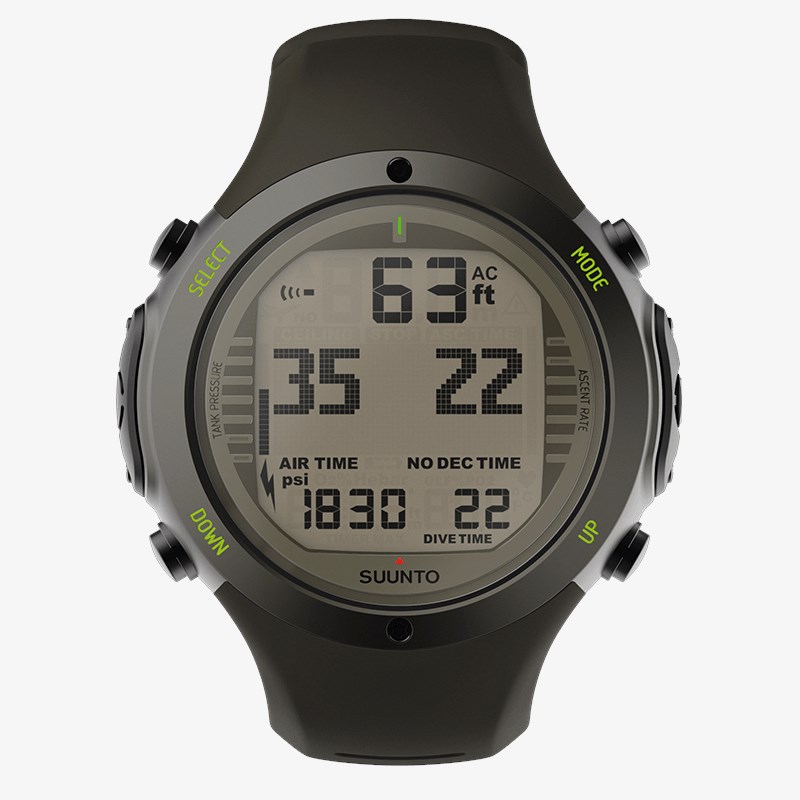 SELECT
MODE
63 AC
ft
35 22
TANK PRESSURE
ASCENT RATE
AIR TIME NO DEC TIME
psi
1830 22
DIVE TIME
DOWN
UP
SUUNTO